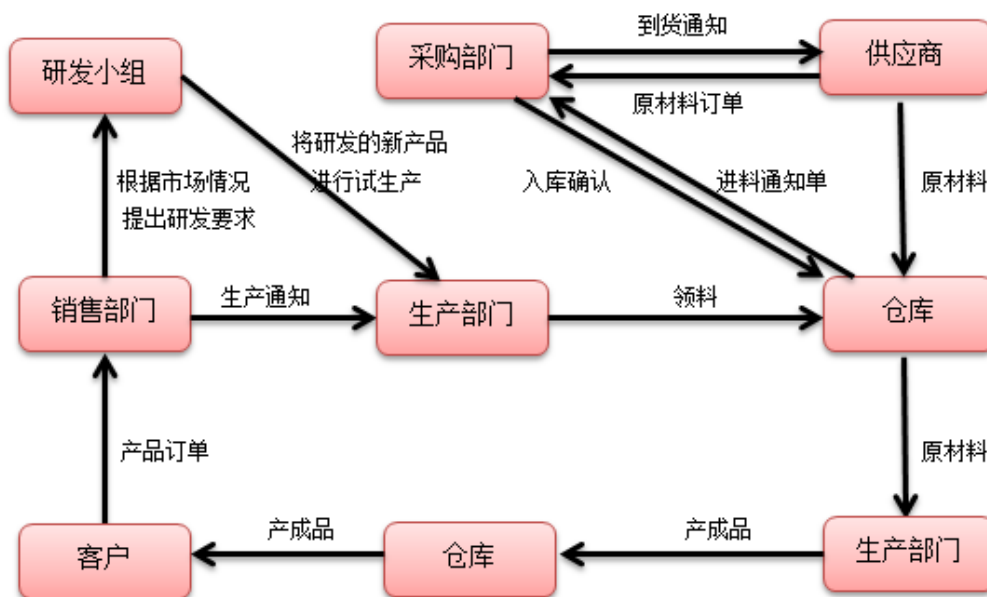 到货通知
研发小组
采购部门
供应商
原材料订单
将研发的新产品
进行试生产
根据市场情况
提出研发要求
入库确认
进料通知单
原材料
销售部门
生产通知
生产部门
领料
仓库
产品订单
原材料
客户
产成品
仓库
产成品
生产部门